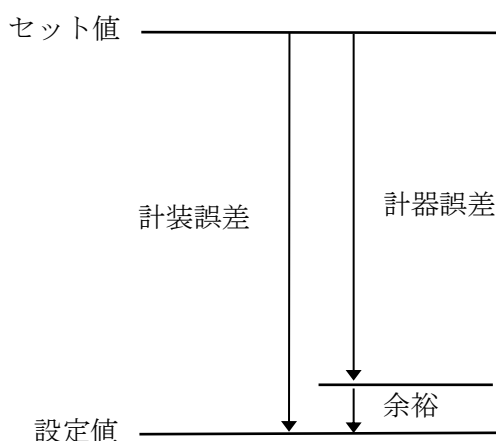 セット値
計装誤差
計器誤差
余裕
設定値